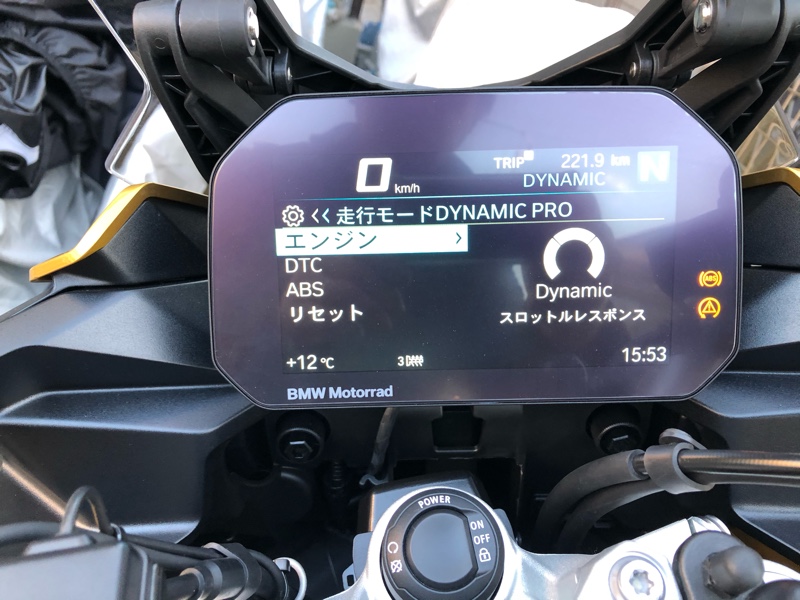 TRIP 221.9 km
0 km/h
DYNAMIC
N
<< 走行モードDYNAMIC PRO
エンジン >
DTC
ABS
リセット
Dynamic
スロットルレスポンス
ABS
+12 ℃
3
15:53
BMW Motorrad
POWER
ON
OFF